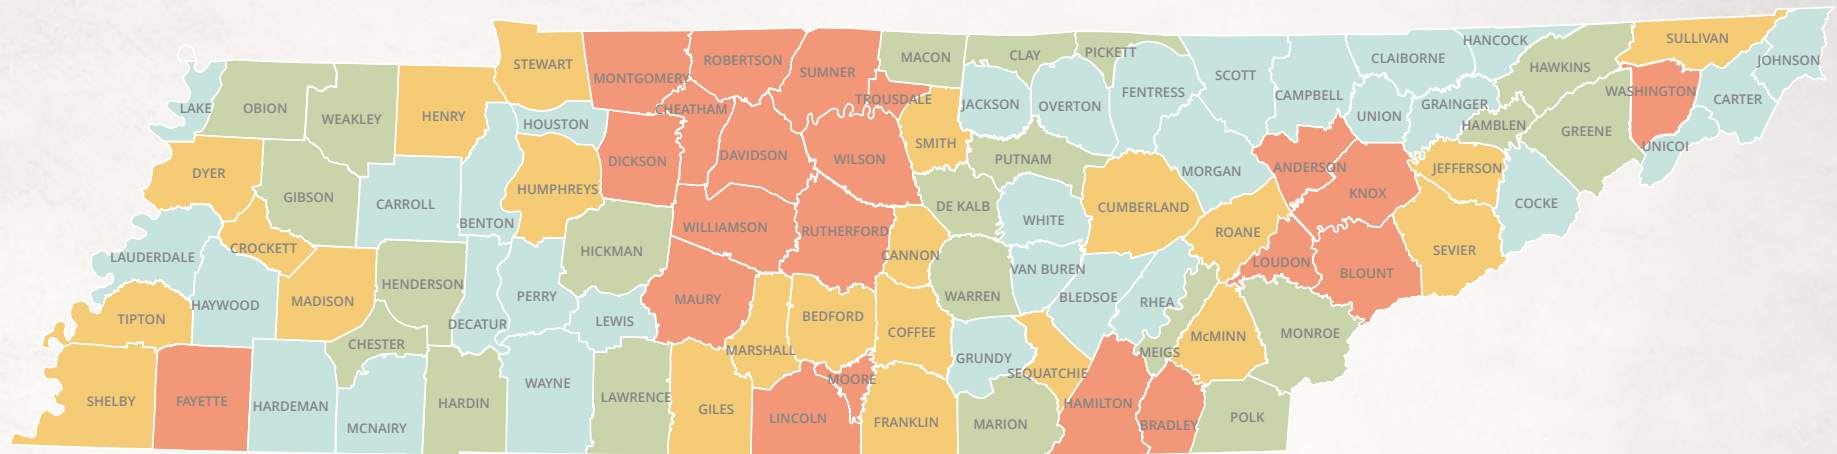 SULLIVAN
HANCOCK
PICKETT
CLAY
MACON
CLAIBORNE
JOHNSON
ROBERTSON
STEWART
HAWKINS
SUMNER
SCOTT
MONTGOMERY
WASHINGTON
FENTRESS
CAMPBELL
CARTER
TROUSDALE
JACKSON
OVERTON
GRAINGER
LAKE
OBION
CHEATHAM
UNION
HENRY
WEAKLEY
HOUSTON
HAMBLEN
GREENE
SMITH
UNICOI
DAVIDSON
WILSON
PUTNAM
DICKSON
ANDERSON
JEFFERSON
MORGAN
DYER
HUMPHREYS
KNOX
GIBSON
CARROLL
DE KALB
CUMBERLAND
COCKE
BENTON
WHITE
WILLIAMSON
RUTHERFORD
ROANE
CROCKETT
HICKMAN
SEVIER
CANNON
LAUDERDALE
LOUDON
VAN BUREN
BLOUNT
HENDERSON
PERRY
WARREN
BLEDSOE
MAURY
MADISON
RHEA
HAYWOOD
TIPTON
BEDFORD
LEWIS
DECATUR
COFFEE
McMINN
MONROE
CHESTER
MARSHALL
MEIGS
GRUNDY
SEQUATCHIE
MOORE
WAYNE
LAWRENCE
SHELBY
FAYETTE
HARDEMAN
HARDIN
HAMILTON
GILES
LINCOLN
POLK
FRANKLIN
MARION
BRADLEY
MCNAIRY